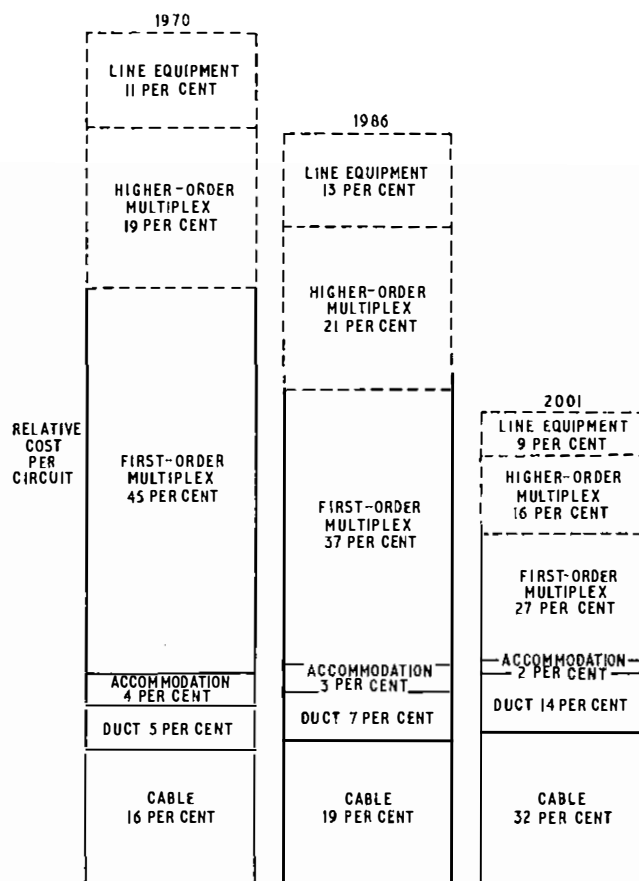 1970
LINE EQUIPMENT
11 PER CENT
HIGHER-ORDER
MULTIPLEX
19 PER CENT
FIRST-ORDER
MULTIPLEX
45 PER CENT
ACCOMMODATION
4 PER CENT
DUCT 5 PER CENT
CABLE
16 PER CENT
1986
LINE EQUIPMENT
13 PER CENT
HIGHER-ORDER
MULTIPLEX
21 PER CENT
FIRST-ORDER
MULTIPLEX
37 PER CENT
ACCOMMODATION
3 PER CENT
DUCT 7 PER CENT
CABLE
19 PER CENT
2001
LINE EQUIPMENT
9 PER CENT
HIGHER-ORDER
MULTIPLEX
16 PER CENT
FIRST-ORDER
MULTIPLEX
27 PER CENT
ACCOMMODATION
2 PER CENT
DUCT 14 PER CENT
CABLE
32 PER CENT
RELATIVE
COST
PER
CIRCUIT